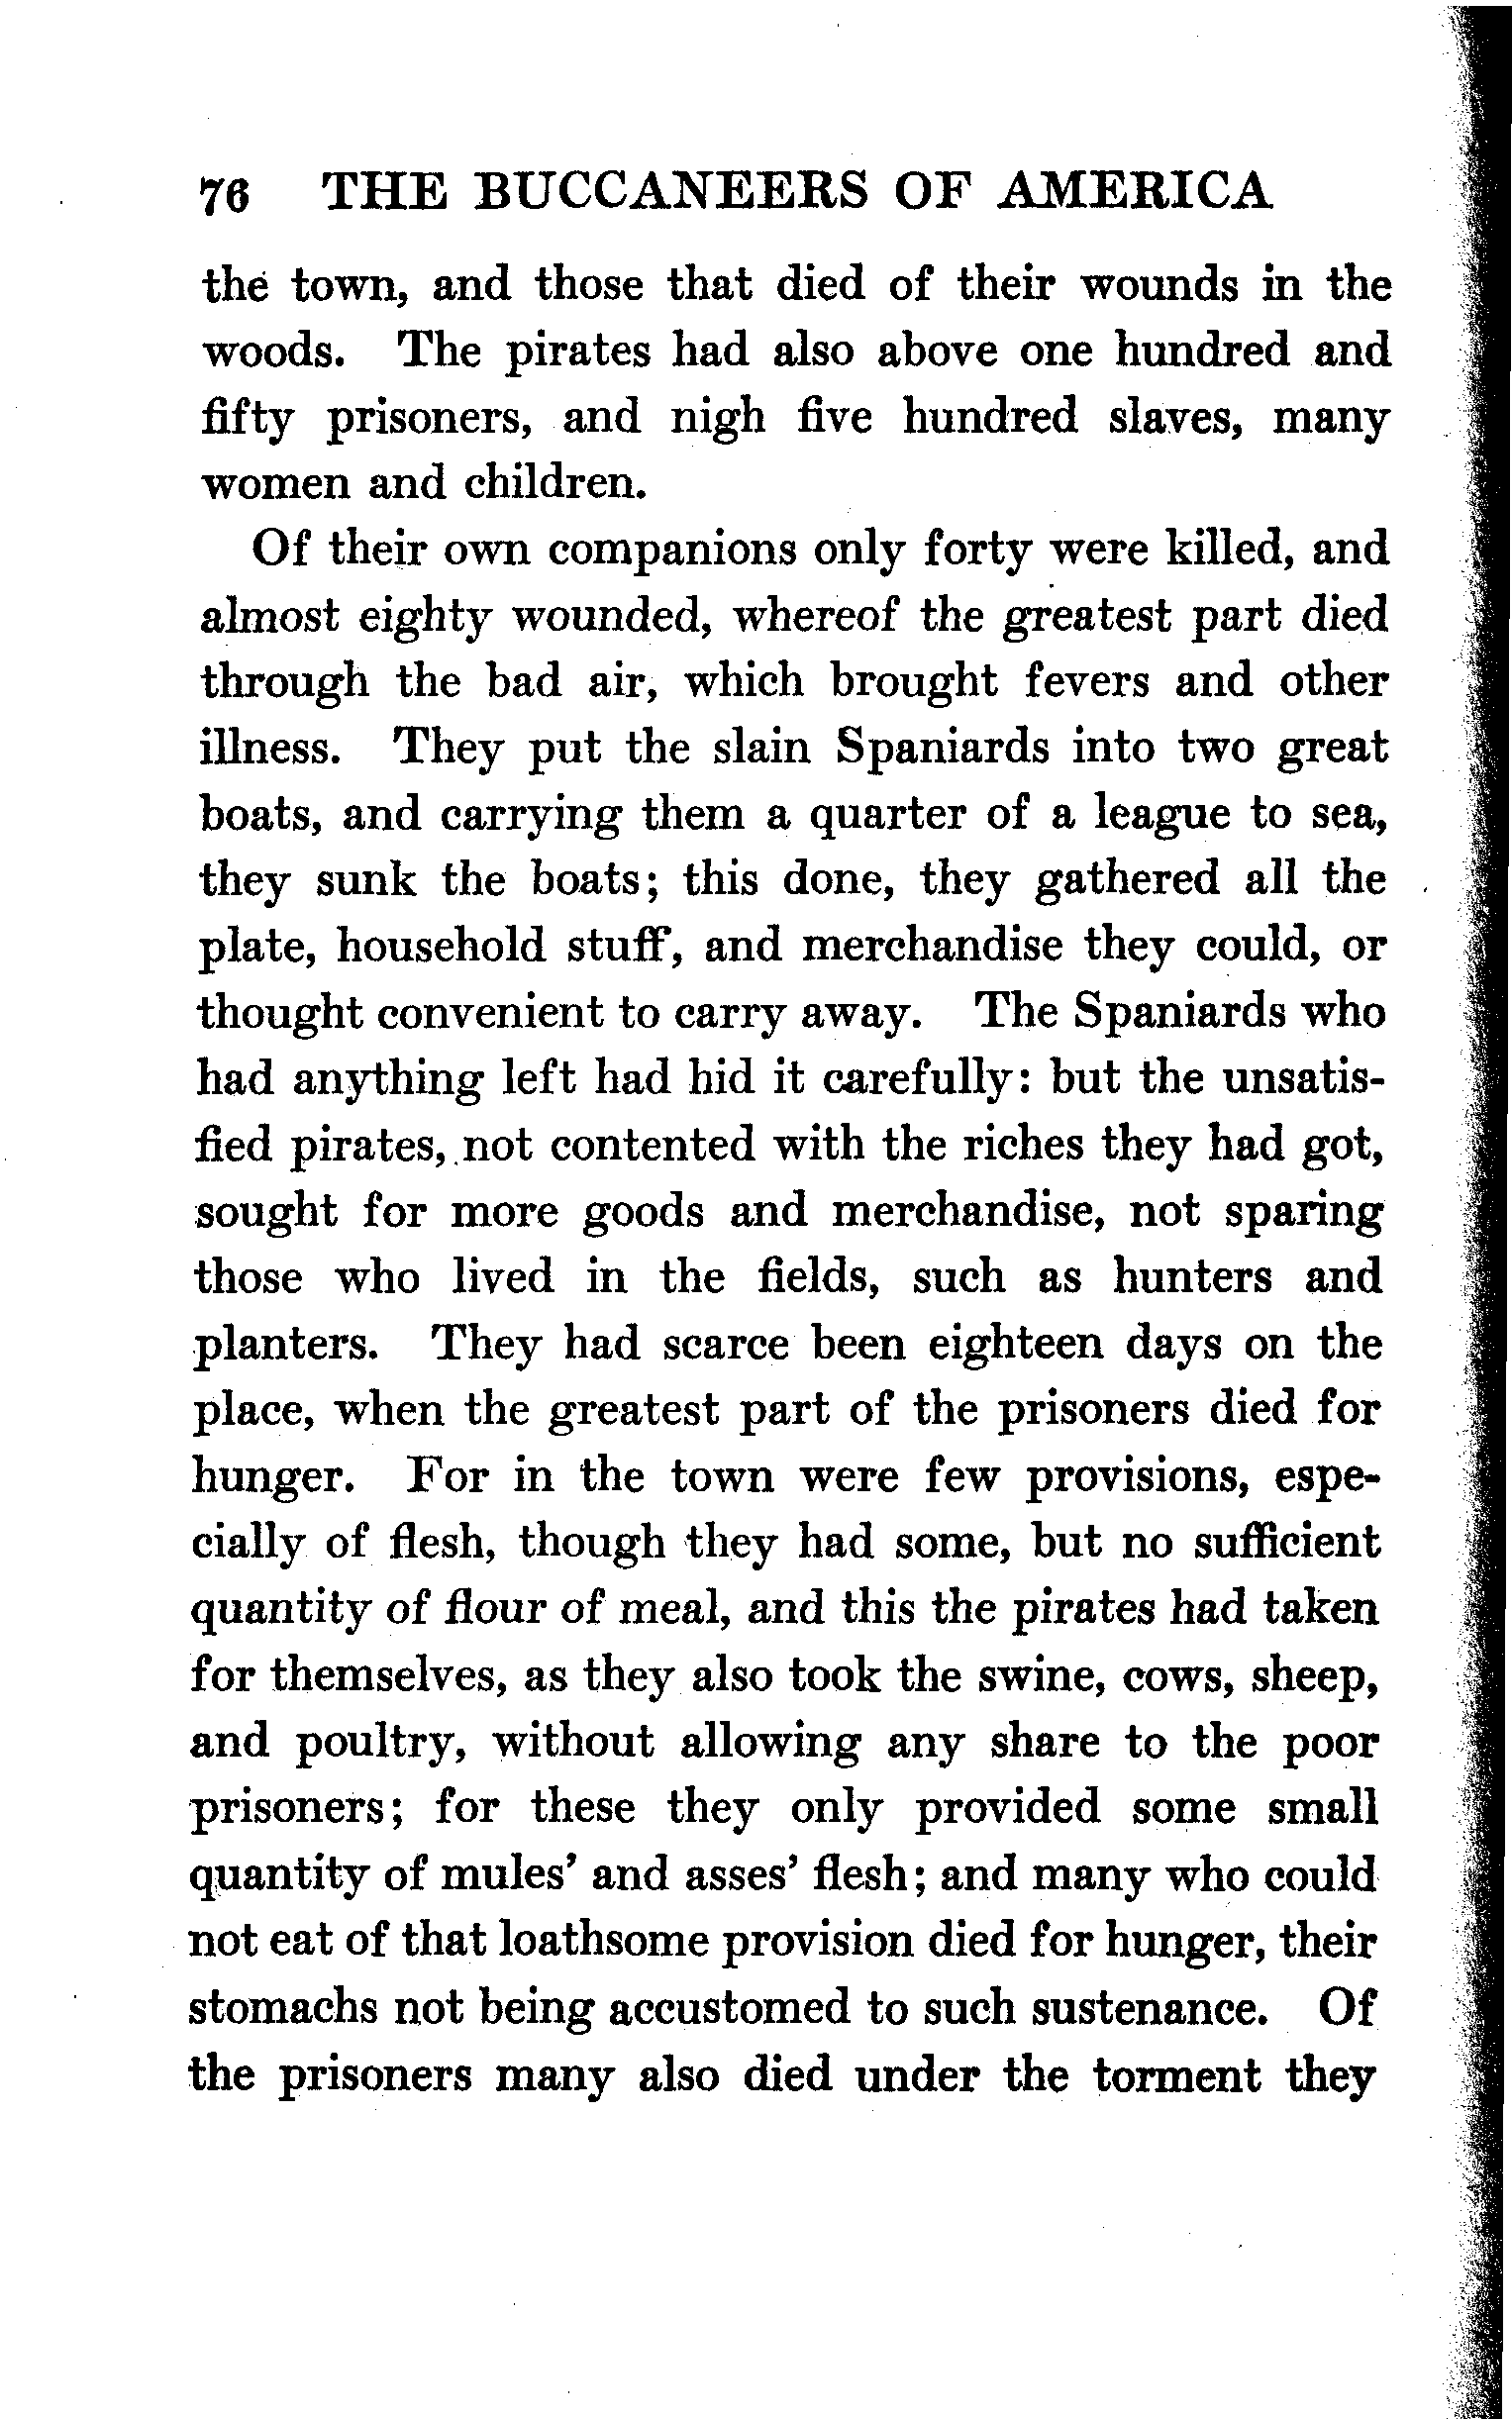 76 THE BUCCANEERS OF AMERICA
the town, and those that died of their wounds in the
woods. The pirates had also above one hundred and
fifty prisoners, and nigh five hundred slaves, many
women and children.
Of their own companions only forty were killed, and
almost eighty wounded, whereof the greatest part died
through the bad air, which brought fevers and other
illness. They put the slain Spaniards into two great
boats, and carrying them a quarter of a league to sea,
they sunk the boats; this done, they gathered all the
plate, household stuff, and merchandise they could, or
thought convenient to carry away. The Spaniards who
had anything left had hid it carefully: but the unsatis-
fied pirates, not contented with the riches they had got,
sought for more goods and merchandise, not sparing
those who lived in the fields, such as hunters and
planters. They had scarce been eighteen days on the
place, when the greatest part of the prisoners died for
hunger. For in the town were few provisions, espe-
cially of flesh, though they had some, but no sufficient
quantity of flour of meal, and this the pirates had taken
for themselves, as they also took the swine, cows, sheep,
and poultry, without allowing any share to the poor
prisoners; for these they only provided some small
quantity of mules' and asses' flesh; and many who could
not eat of that loathsome provision died for hunger, their
stomachs not being accustomed to such sustenance. Of
the prisoners many also died under the torment they